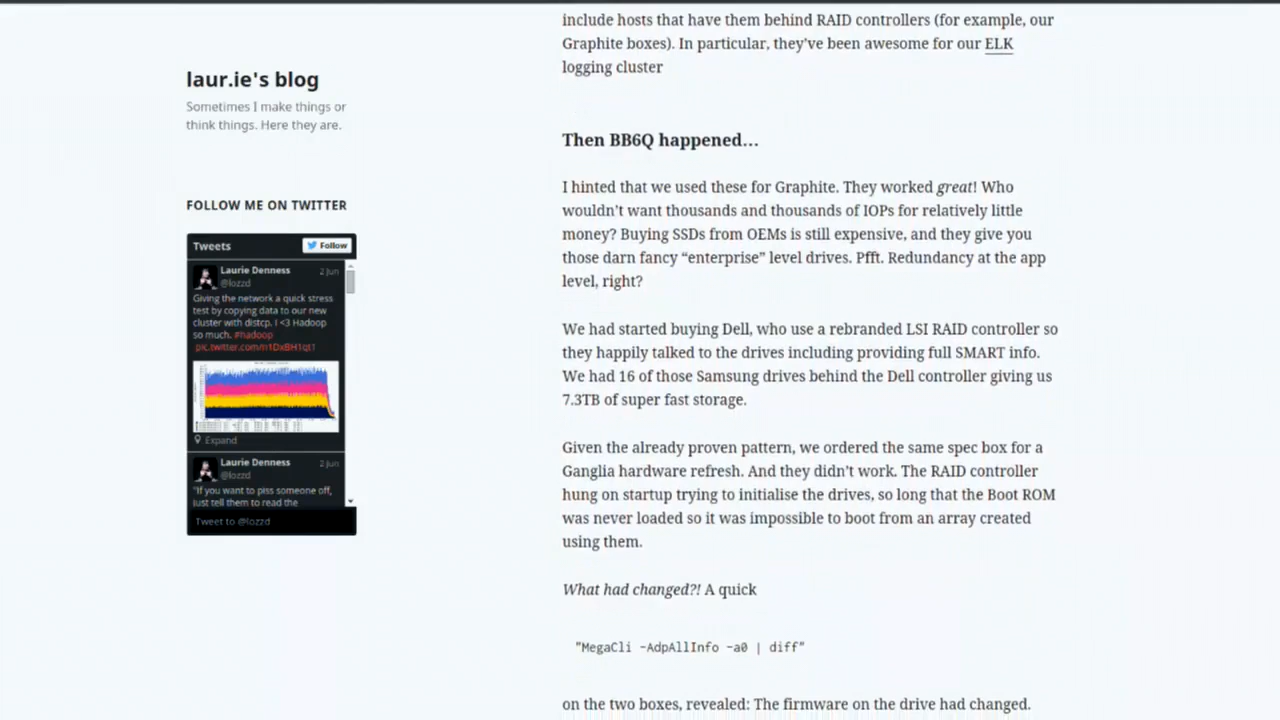 laur.ie's blog
Sometimes I make things or
think things. Here they are.
FOLLOW ME ON TWITTER
Tweets
Follow
Laurie Denness
2 Jun
@lozzd
Giving the network a quick stress
test by copying data to our new
cluster with distcp. I <3 Hadoop
so much. #hadoop
pic.twitter.com/m1DxBH1qt1
Expand
Laurie Denness
2 Jun
@lozzd
"If you want to piss someone off,
just tell them to read the
Tweet to @lozzd
include hosts that have them behind RAID controllers (for example, our
Graphite boxes). In particular, they've been awesome for our ELK
logging cluster
Then BB6Q happened…
I hinted that we used these for Graphite. They worked great! Who
wouldn't want thousands and thousands of IOPs for relatively little
money? Buying SSDs from OEMs is still expensive, and they give you
those darn fancy “enterprise” level drives. Pfft. Redundancy at the app
level, right?
We had started buying Dell, who use a rebranded LSI RAID controller so
they happily talked to the drives including providing full SMART info.
We had 16 of those Samsung drives behind the Dell controller giving us
7.3TB of super fast storage.
Given the already proven pattern, we ordered the same spec box for a
Ganglia hardware refresh. And they didn't work. The RAID controller
hung on startup trying to initialise the drives, so long that the Boot ROM
was never loaded so it was impossible to boot from an array created
using them.
What had changed?! A quick
"MegaCli -AdpAllInfo -a0 | diff"
on the two boxes, revealed: The firmware on the drive had changed.